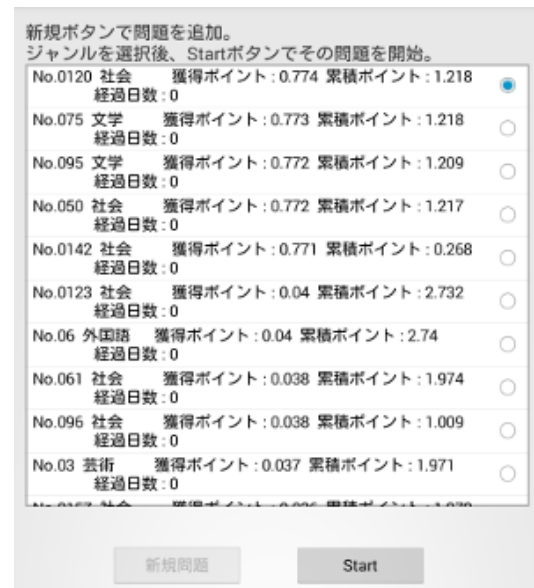 新規ボタンで問題を追加。
ジャンルを選択後、Startボタンでその問題を開始。
No.0120 社会 獲得ポイント : 0.774 累積ポイント : 1.218
経過日数 : 0
No.075 文学 獲得ポイント : 0.773 累積ポイント : 1.218
経過日数 : 0
No.095 文学 獲得ポイント : 0.772 累積ポイント : 1.209
経過日数 : 0
No.050 社会 獲得ポイント : 0.772 累積ポイント : 1.217
経過日数 : 0
No.0142 社会 獲得ポイント : 0.771 累積ポイント : 0.268
経過日数 : 0
No.0123 社会 獲得ポイント : 0.04 累積ポイント : 2.732
経過日数 : 0
No.06 外国語 獲得ポイント : 0.04 累積ポイント : 2.74
経過日数 : 0
No.061 社会 獲得ポイント : 0.038 累積ポイント : 1.974
経過日数 : 0
No.096 社会 獲得ポイント : 0.038 累積ポイント : 1.009
経過日数 : 0
No.03 芸術 獲得ポイント : 0.037 累積ポイント : 1.971
経過日数 : 0
新規問題 Start